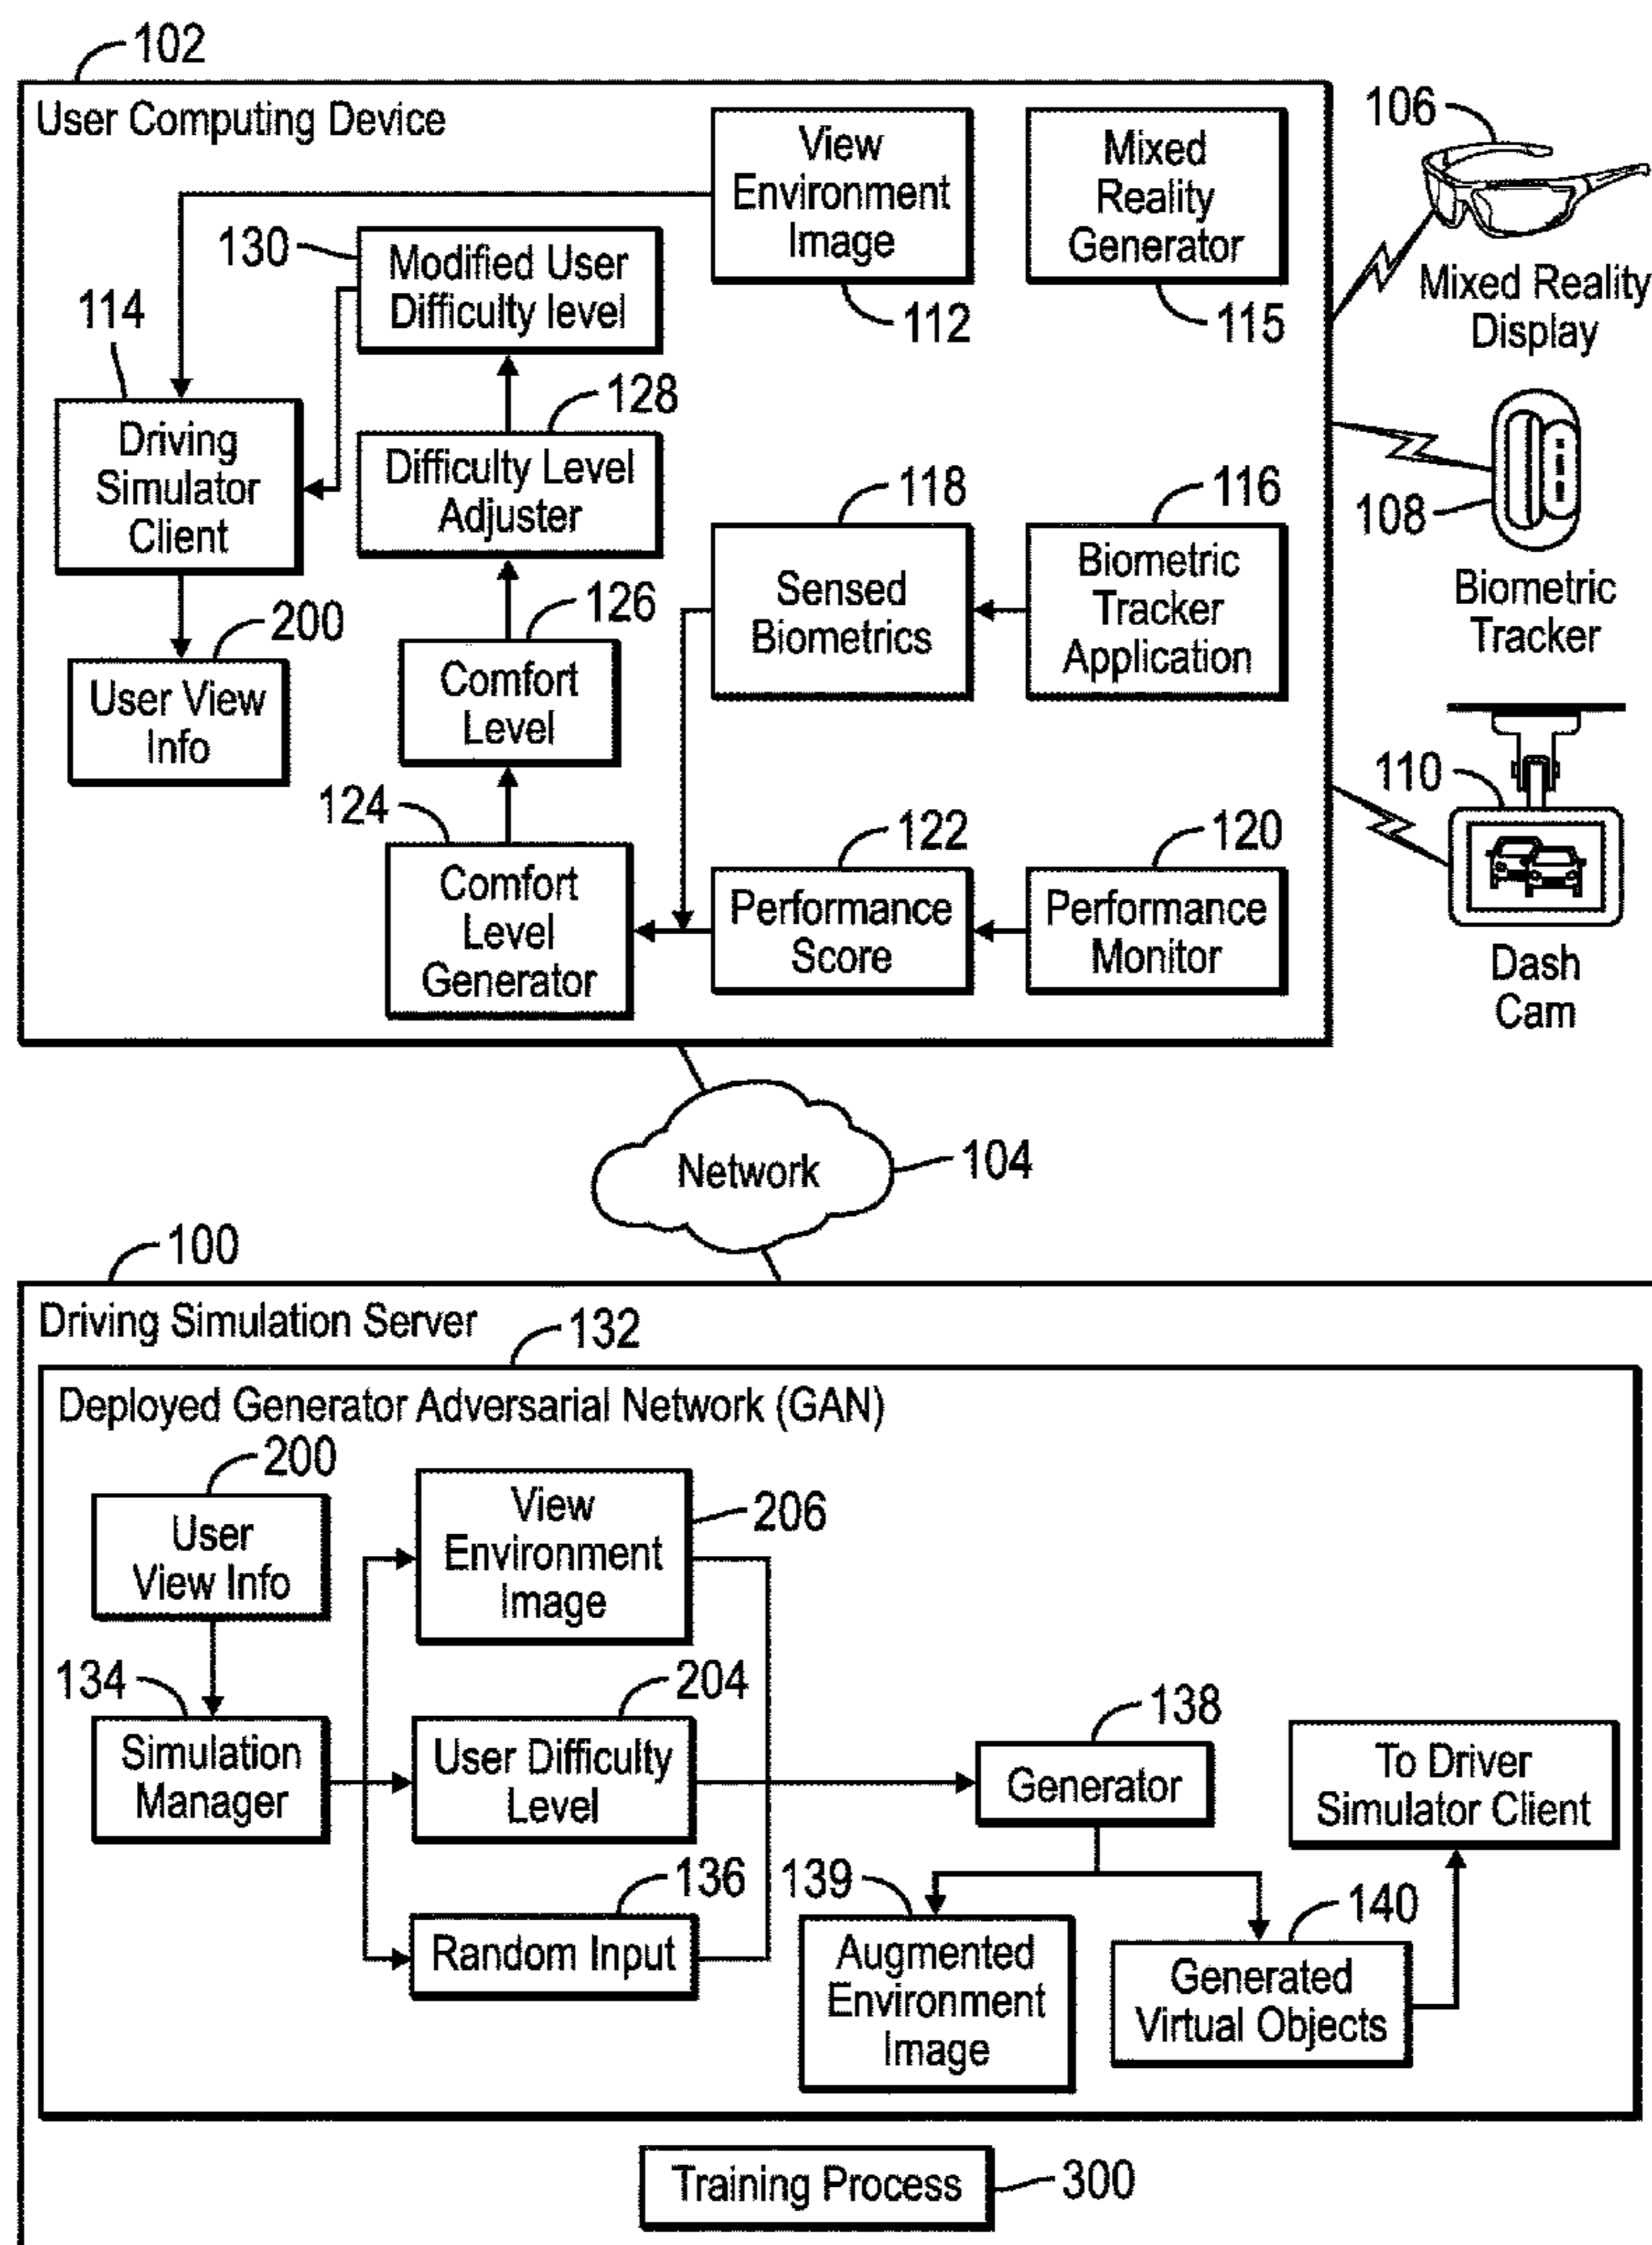 102
User Computing Device
View
Environment
Image
112
Mixed
Reality
Generator
115
106
Mixed Reality
Display
130
Modified User
Difficulty level
114
Driving
Simulator
Client
128
Difficulty Level
Adjuster
118
Sensed
Biometrics
116
Biometric
Tracker
Application
108
Biometric
Tracker
126
Comfort
Level
200
User View
Info
124
Comfort
Level
Generator
122
Performance
Score
120
Performance
Monitor
110
Dash
Cam
Network
104
100
Driving Simulation Server
132
Deployed Generator Adversarial Network (GAN)
200
User
View Info
View
Environment
Image
206
134
Simulation
Manager
204
User Difficulty
Level
138
Generator
To Driver
Simulator Client
136
Random Input
139
Augmented
Environment
Image
140
Generated
Virtual Objects
Training Process
300